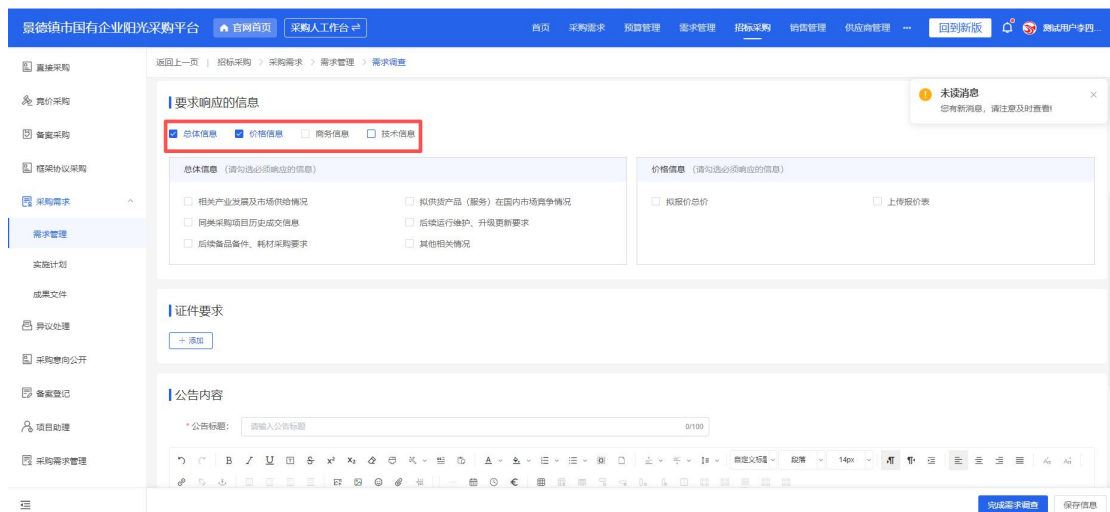 景德镇市国有企业阳光采购平台 官网首页 采购人工作台 首页 采购需求 预算管理 需求管理 招标采购 销售管理 供应商管理 ··· 回到新版 测试用户李四...
直接采购
竞价采购
备案采购
框架协议采购
采购需求
需求管理
实施计划
成果文件
异议处理
采购意向公开
备案登记
项目助理
采购需求管理
返回上一页 | 招标采购 > 采购需求 > 需求管理 > 需求调查
未读消息
您有新消息，请注意及时查看!
要求响应的信息
总体信息 价格信息 商务信息 技术信息
总体信息 (请勾选必须响应的信息)
相关产业发展及市场供给情况 拟供货产品（服务）在国内市场竞争情况
同类采购项目历史成交信息 后续运行维护、升级更新要求
后续备品备件、耗材采购要求 其他相关情况
价格信息 (请勾选必须响应的信息)
拟报价总价 上传报价表
证件要求
+ 添加
公告内容
*公告标题: 请输入公告标题 0/100
B I U S x² x₂ A 自定义标题 段落 14px
完成需求调查 保存信息